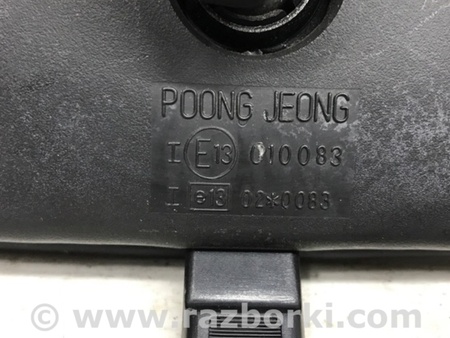 POONG JEONG
I E13 010083
I e13 02*0083
© www.razborki.com